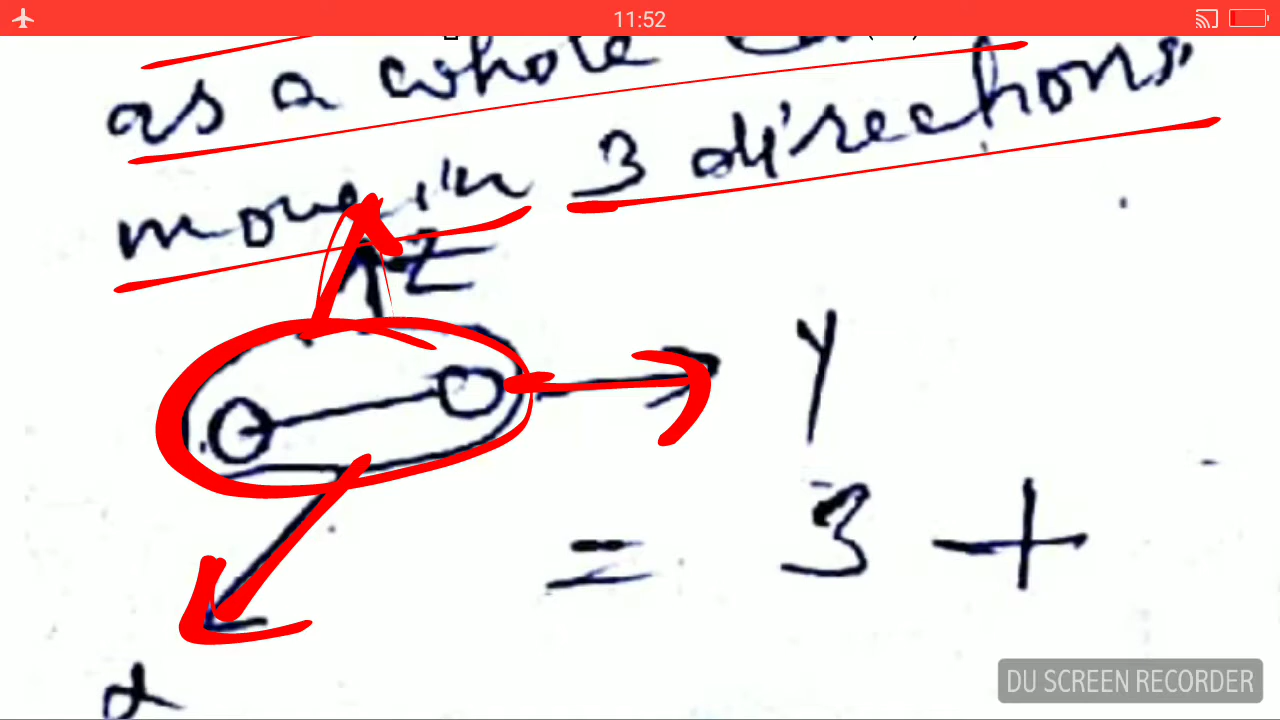 11:52
as a whole
move in 3 directions
Z
Y
= 3 +
x
DU SCREEN RECORDER